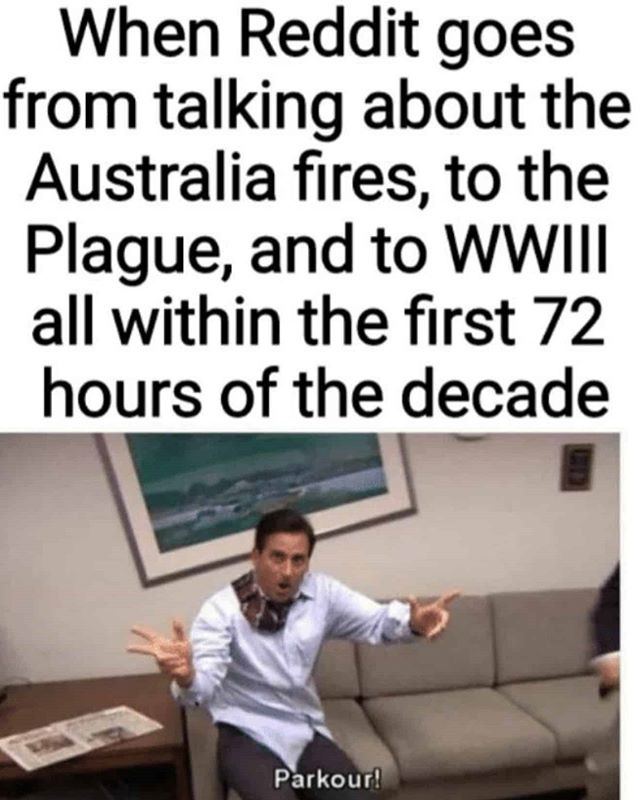 When Reddit goes
from talking about the
Australia fires, to the
Plague, and to WWIII
all within the first 72
hours of the decade
Parkour!